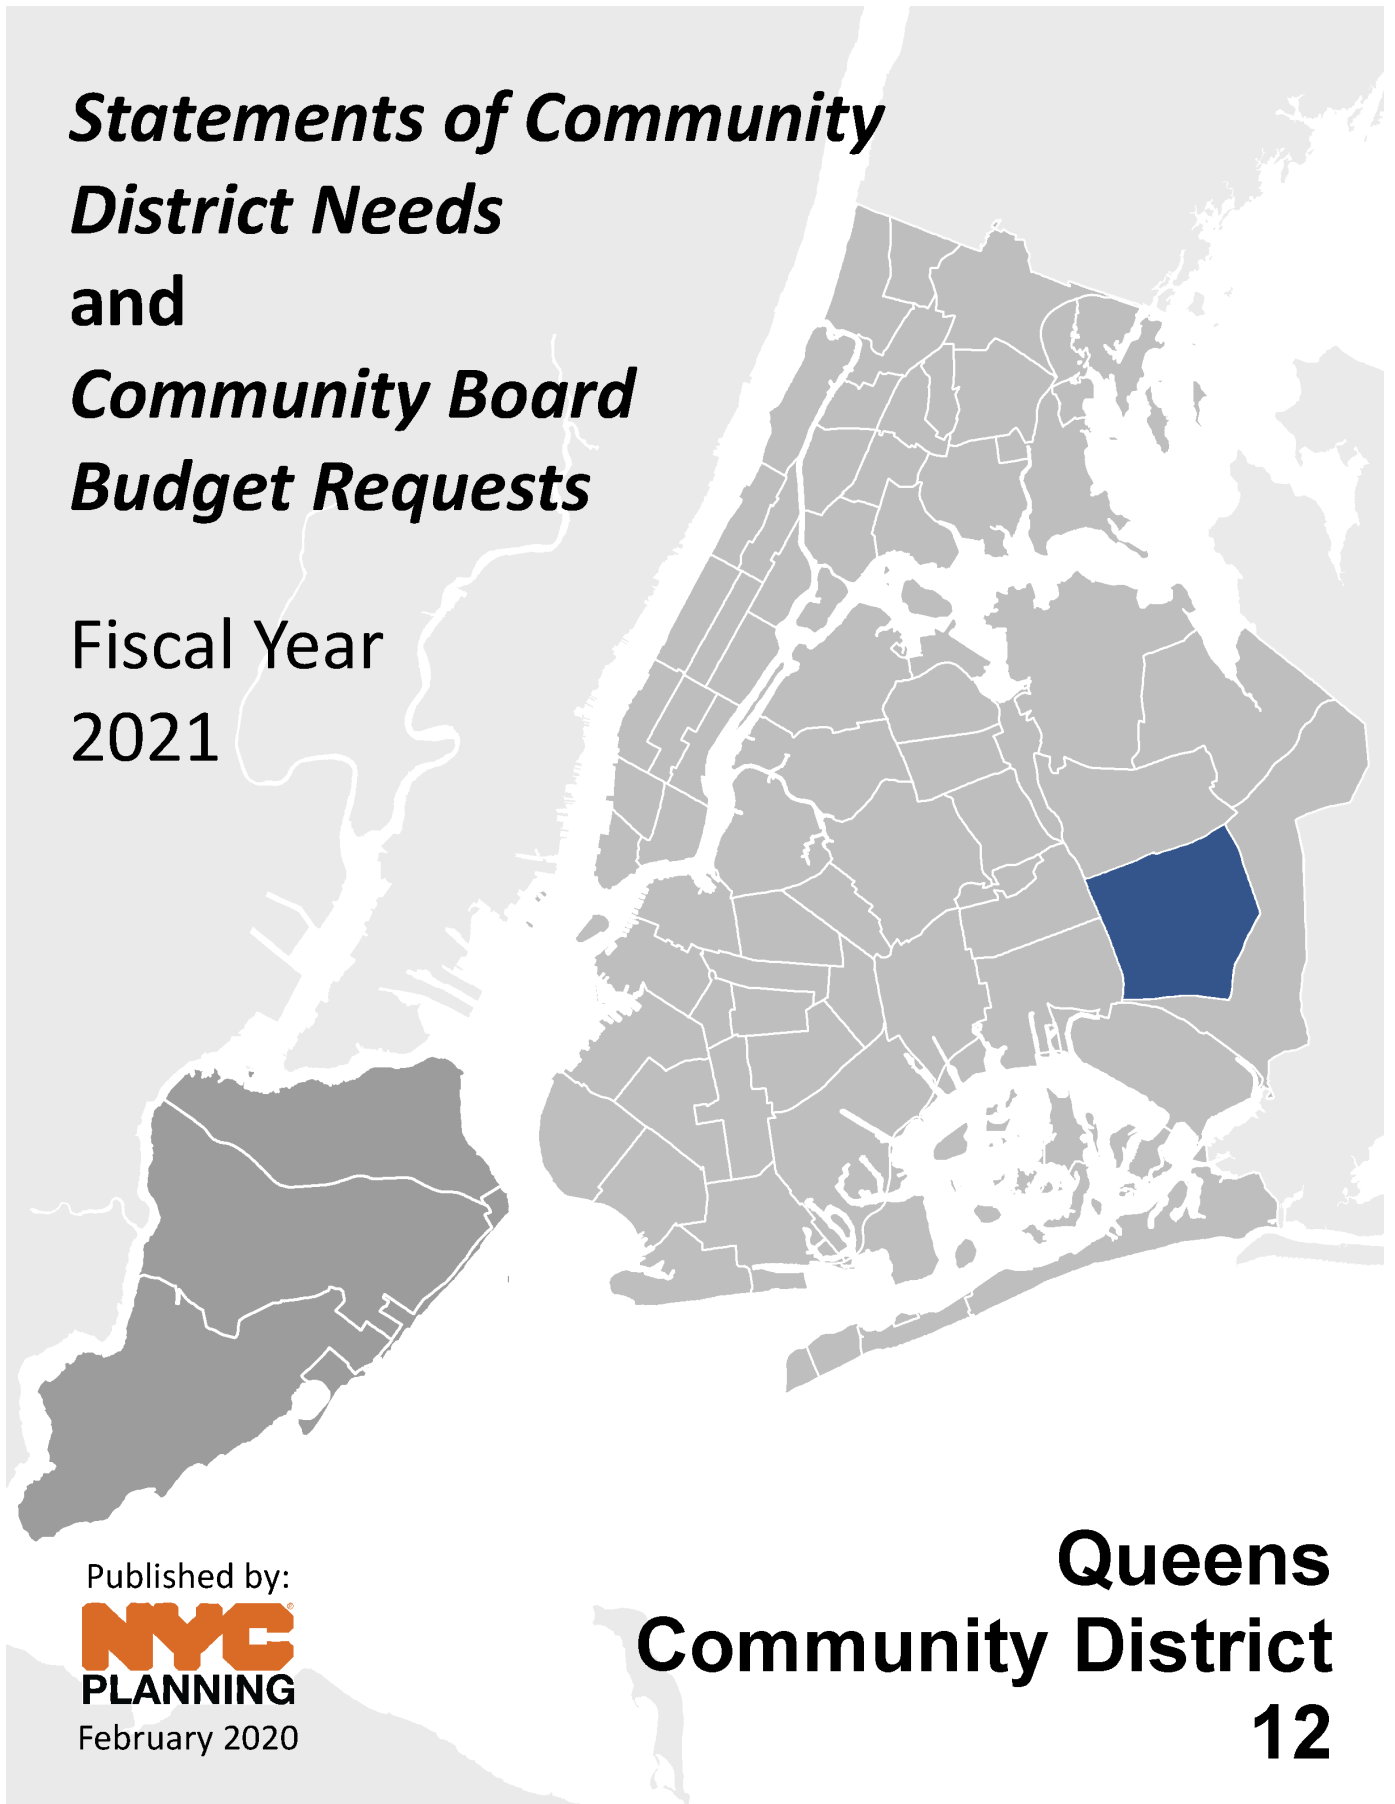 Statements of Community
District Needs
and
Community Board
Budget Requests
Fiscal Year
2021
Published by:
NYC®
PLANNING
February 2020
Queens
Community District
12